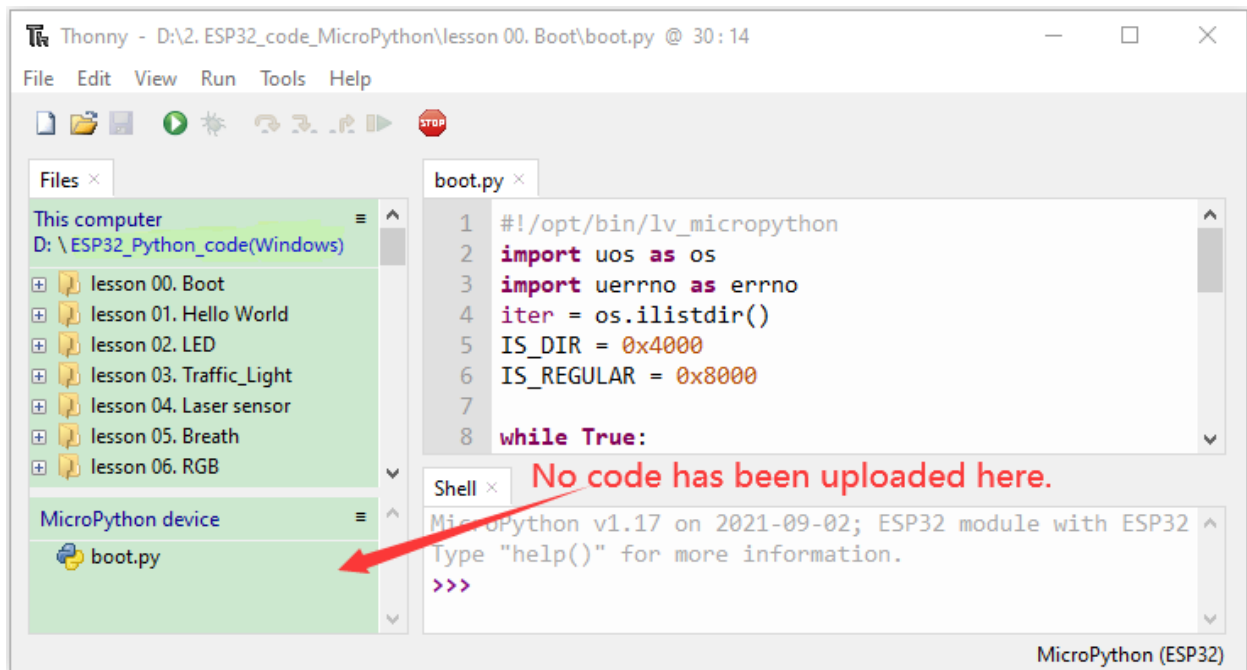 Thonny - D:\2. ESP32_code_MicroPython\lesson 00. Boot\boot.py @ 30 : 14
File Edit View Run Tools Help
STOP
Files
This computer
D: \ ESP32_Python_code(Windows)
lesson 00. Boot
lesson 01. Hello World
lesson 02. LED
lesson 03. Traffic_Light
lesson 04. Laser sensor
lesson 05. Breath
lesson 06. RGB
MicroPython device
boot.py
boot.py
1 #!/opt/bin/lv_micropython
2 import uos as os
3 import uerrno as errno
4 iter = os.ilistdir()
5 IS_DIR = 0x4000
6 IS_REGULAR = 0x8000
7
8 while True:
No code has been uploaded here.
Shell
MicroPython v1.17 on 2021-09-02; ESP32 module with ESP32
Type "help()" for more information.
>>>
MicroPython (ESP32)